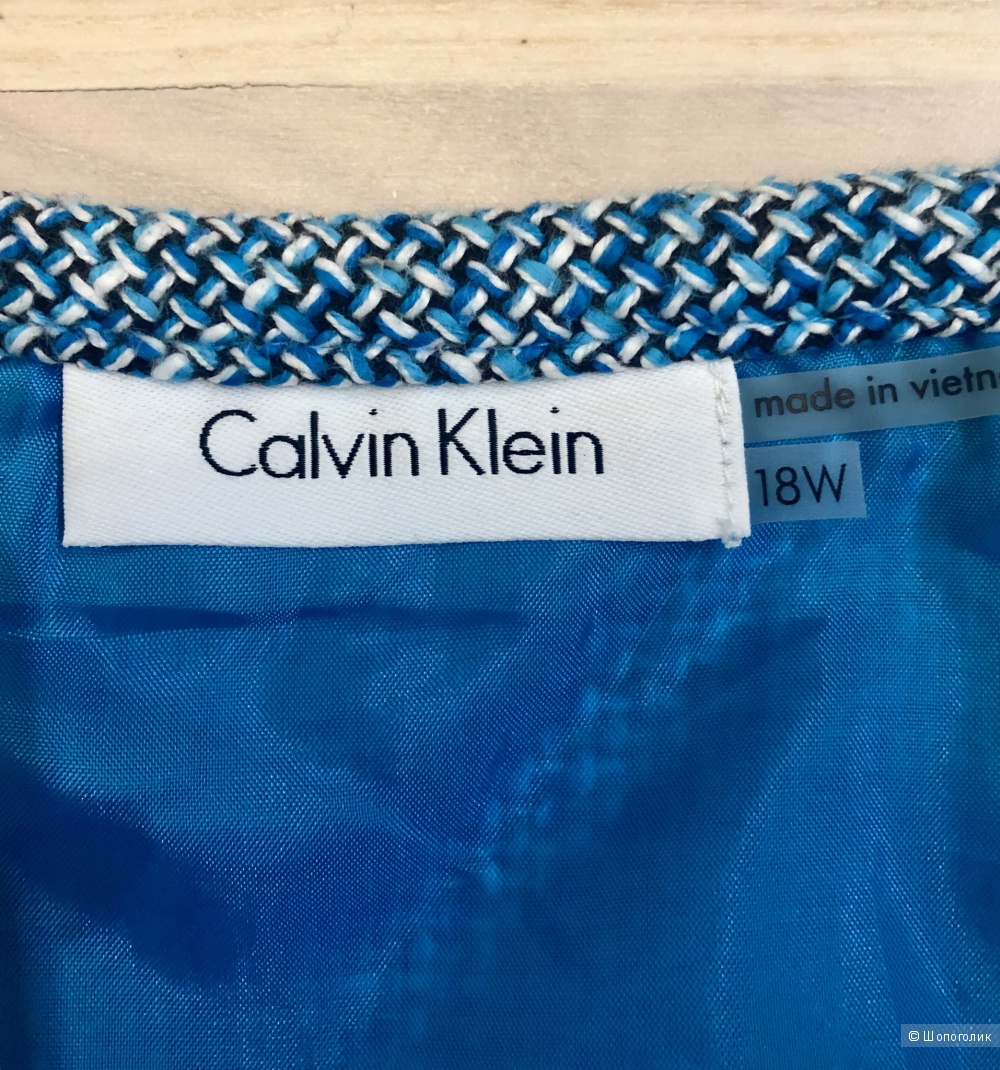 Calvin Klein
made in vietn
18W
© Шопоголик